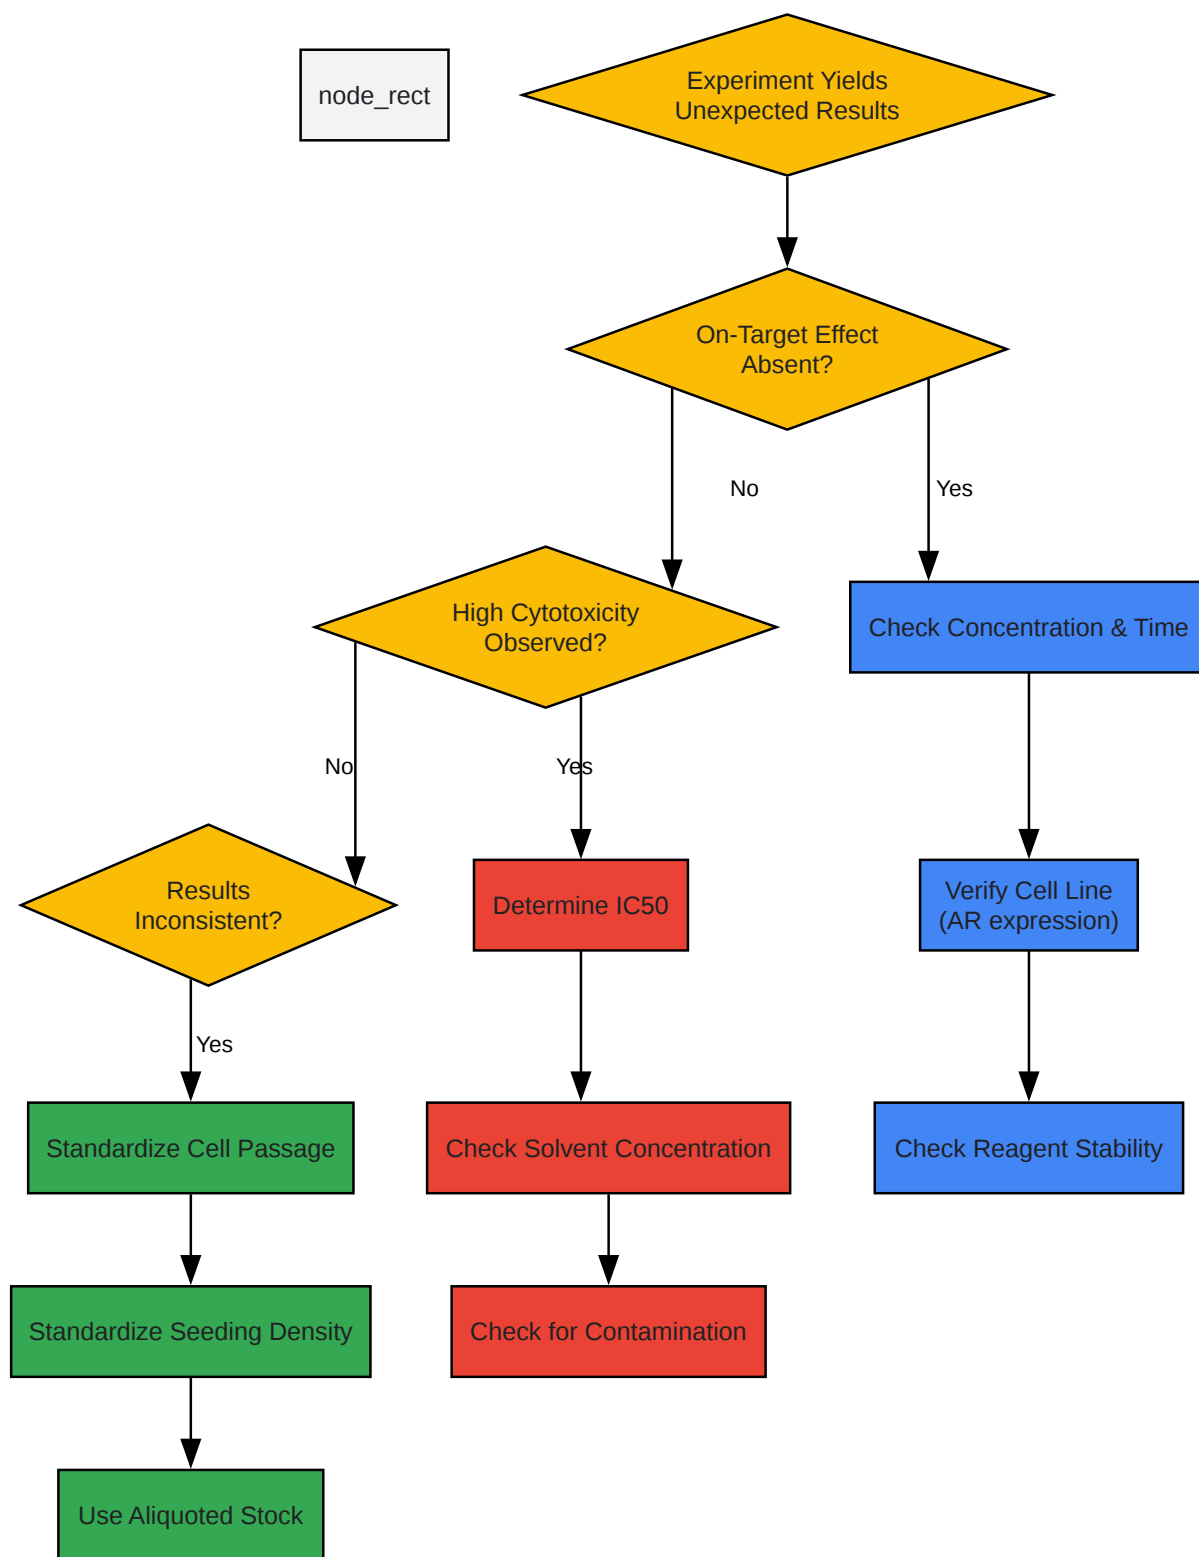 node_rect
Experiment Yields
Unexpected Results
On-Target Effect
Absent?
No
Yes
High Cytotoxicity
Observed?
Check Concentration & Time
No
Yes
Results
Inconsistent?
Determine IC50
Verify Cell Line
(AR expression)
Yes
Standardize Cell Passage
Check Solvent Concentration
Check Reagent Stability
Standardize Seeding Density
Check for Contamination
Use Aliquoted Stock